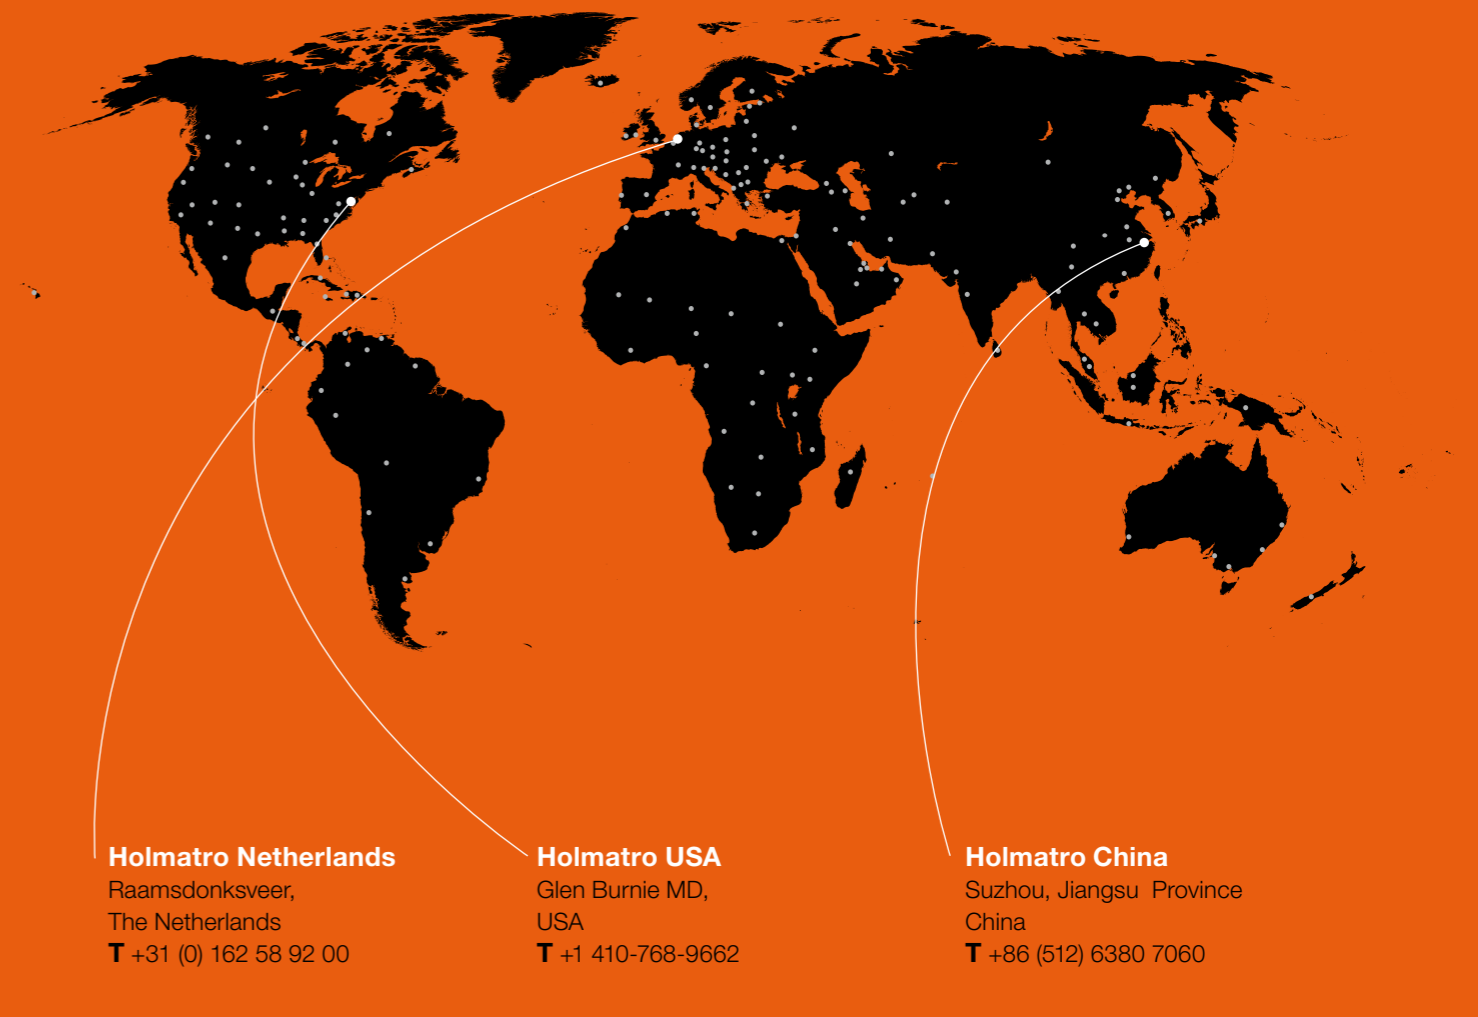 Holmatro Netherlands
Raamsdonksveer,
The Netherlands
T +31 (0) 162 58 92 00
Holmatro USA
Glen Burnie MD,
USA
T +1 410-768-9662
Holmatro China
Suzhou, Jiangsu  Province
China
T +86 (512) 6380 7060